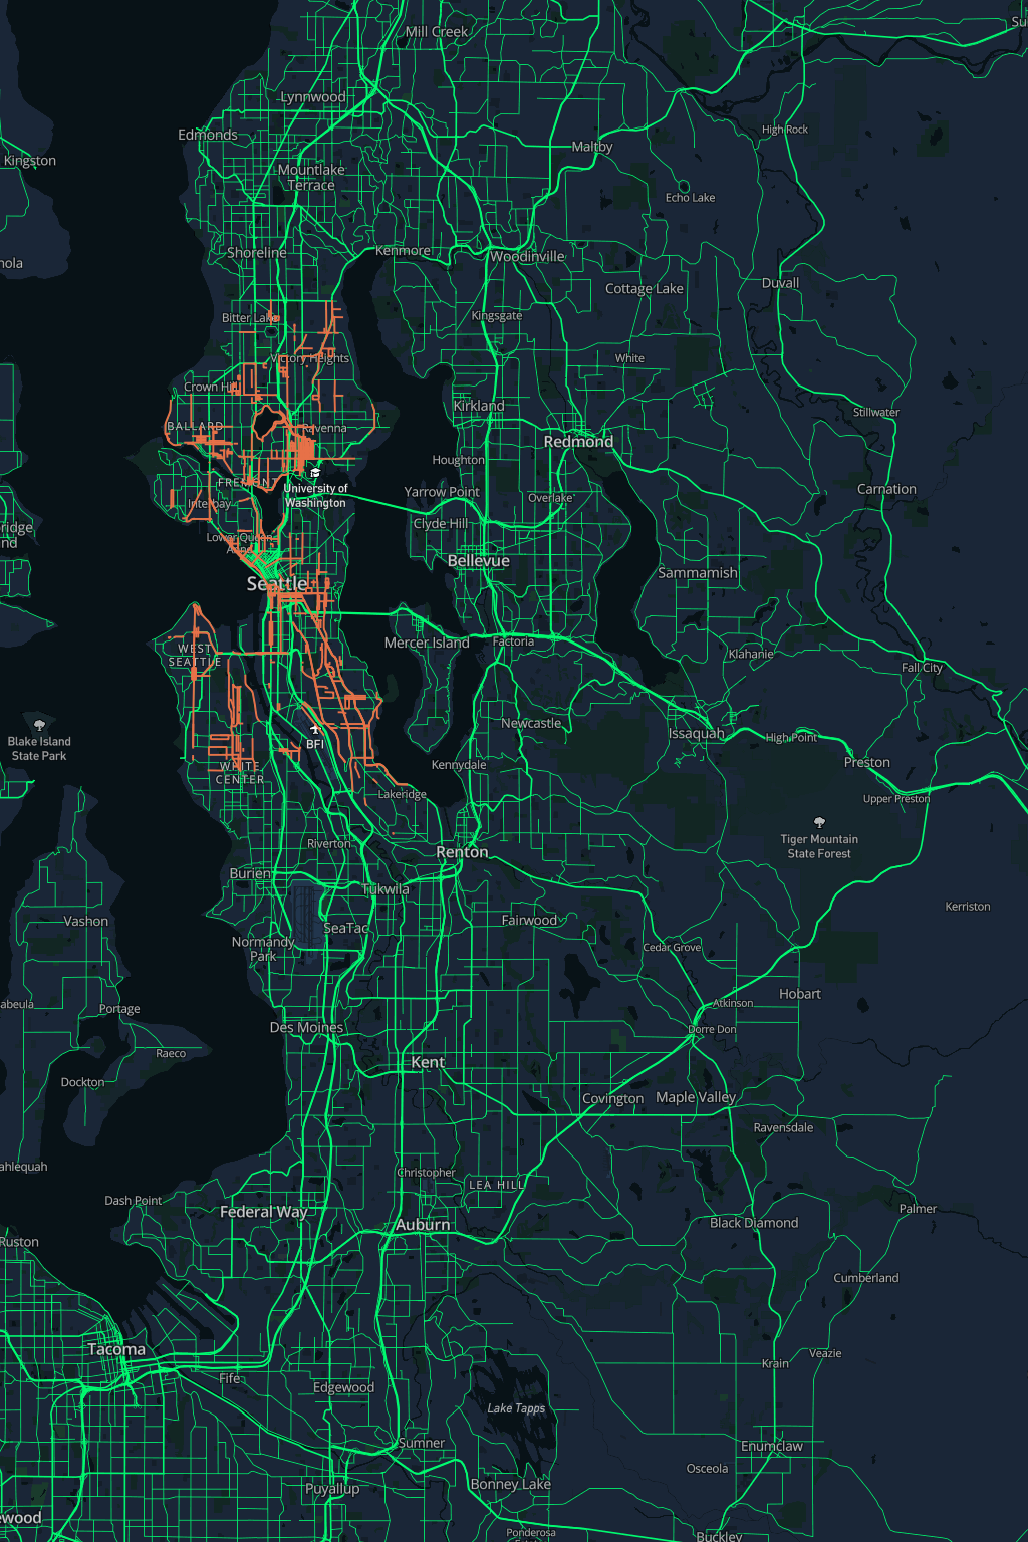 Mill Creek
Lynnwood
Edmonds
High Rock
Kingston
Maltby
Mountlake
Terrace
Echo Lake
Shoreline
Kenmore
Woodinville
Duvall
Cottage Lake
Bitter Lake
Kingsgate
Victory Heights
White
Crown H
Kirkland
Stillwater
BALLARD
Ravenna
Redmond
Houghton
FREMONT
University of
Washington
Yarrow Point
Overlake
Carnation
Interbay
Clyde Hill
Lower Queen
Bellevue
Sammamish
Seattle
Mercer Island
Factoria
WEST
SEATTLE
Klahanie
Fall City
Newcastle
Issaquah
High Point
Blake Island
State Park
BFI
WHITE
CENTER
Kennydale
Preston
Lakeridge
Upper Preston
Tiger Mountain
State Forest
Riverton
Renton
Burien
Tukwila
Kerriston
Vashon
Fairwood
SeaTac
Normandy
Park
Cedar Grove
Hobart
abeula
Portage
Atkinson
Des Moines
Dorre Don
Raeco
Kent
Dockton
Covington
Maple Valley
Ravensdale
ahlequah
Christopher
LEA HILL
Dash Point
Federal Way
Auburn
Black Diamond
Palmer
Ruston
Cumberland
Tacoma
Veazie
Krain
Fife
Edgewood
Lake Tapps
Sumner
Enumclaw
Osceola
Puyallup
Bonney Lake
ewood
Ponderosa
Buckley